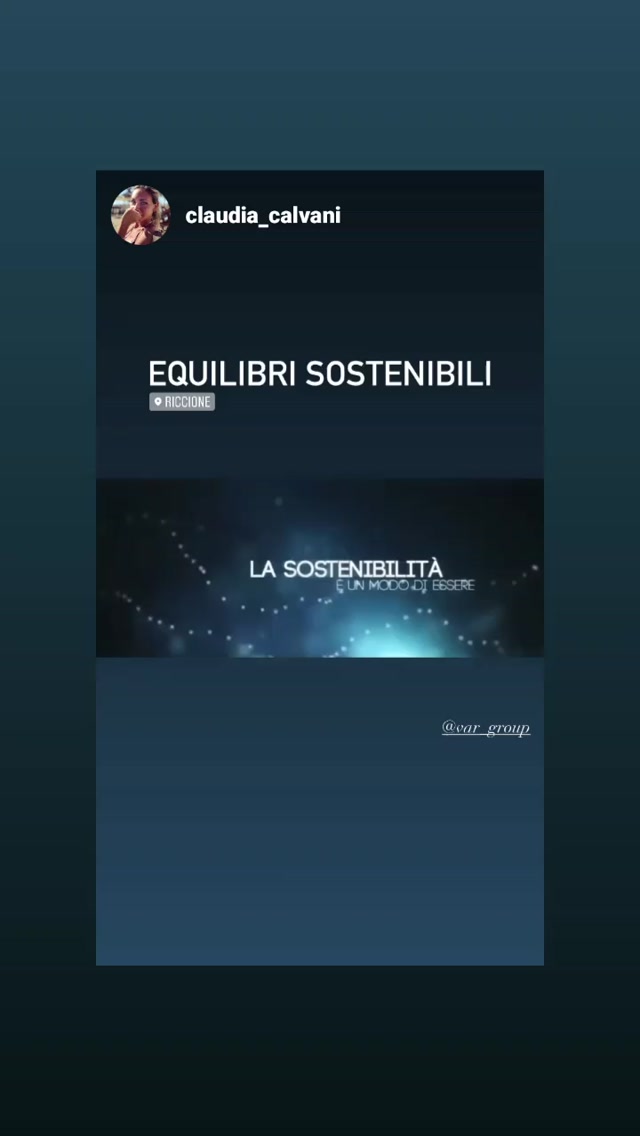 claudia_calvani
EQUILIBRI SOSTENIBILI
RICCIONE
LA SOSTENIBILITÀ
È UN MODO DI ESSERE
@var_group